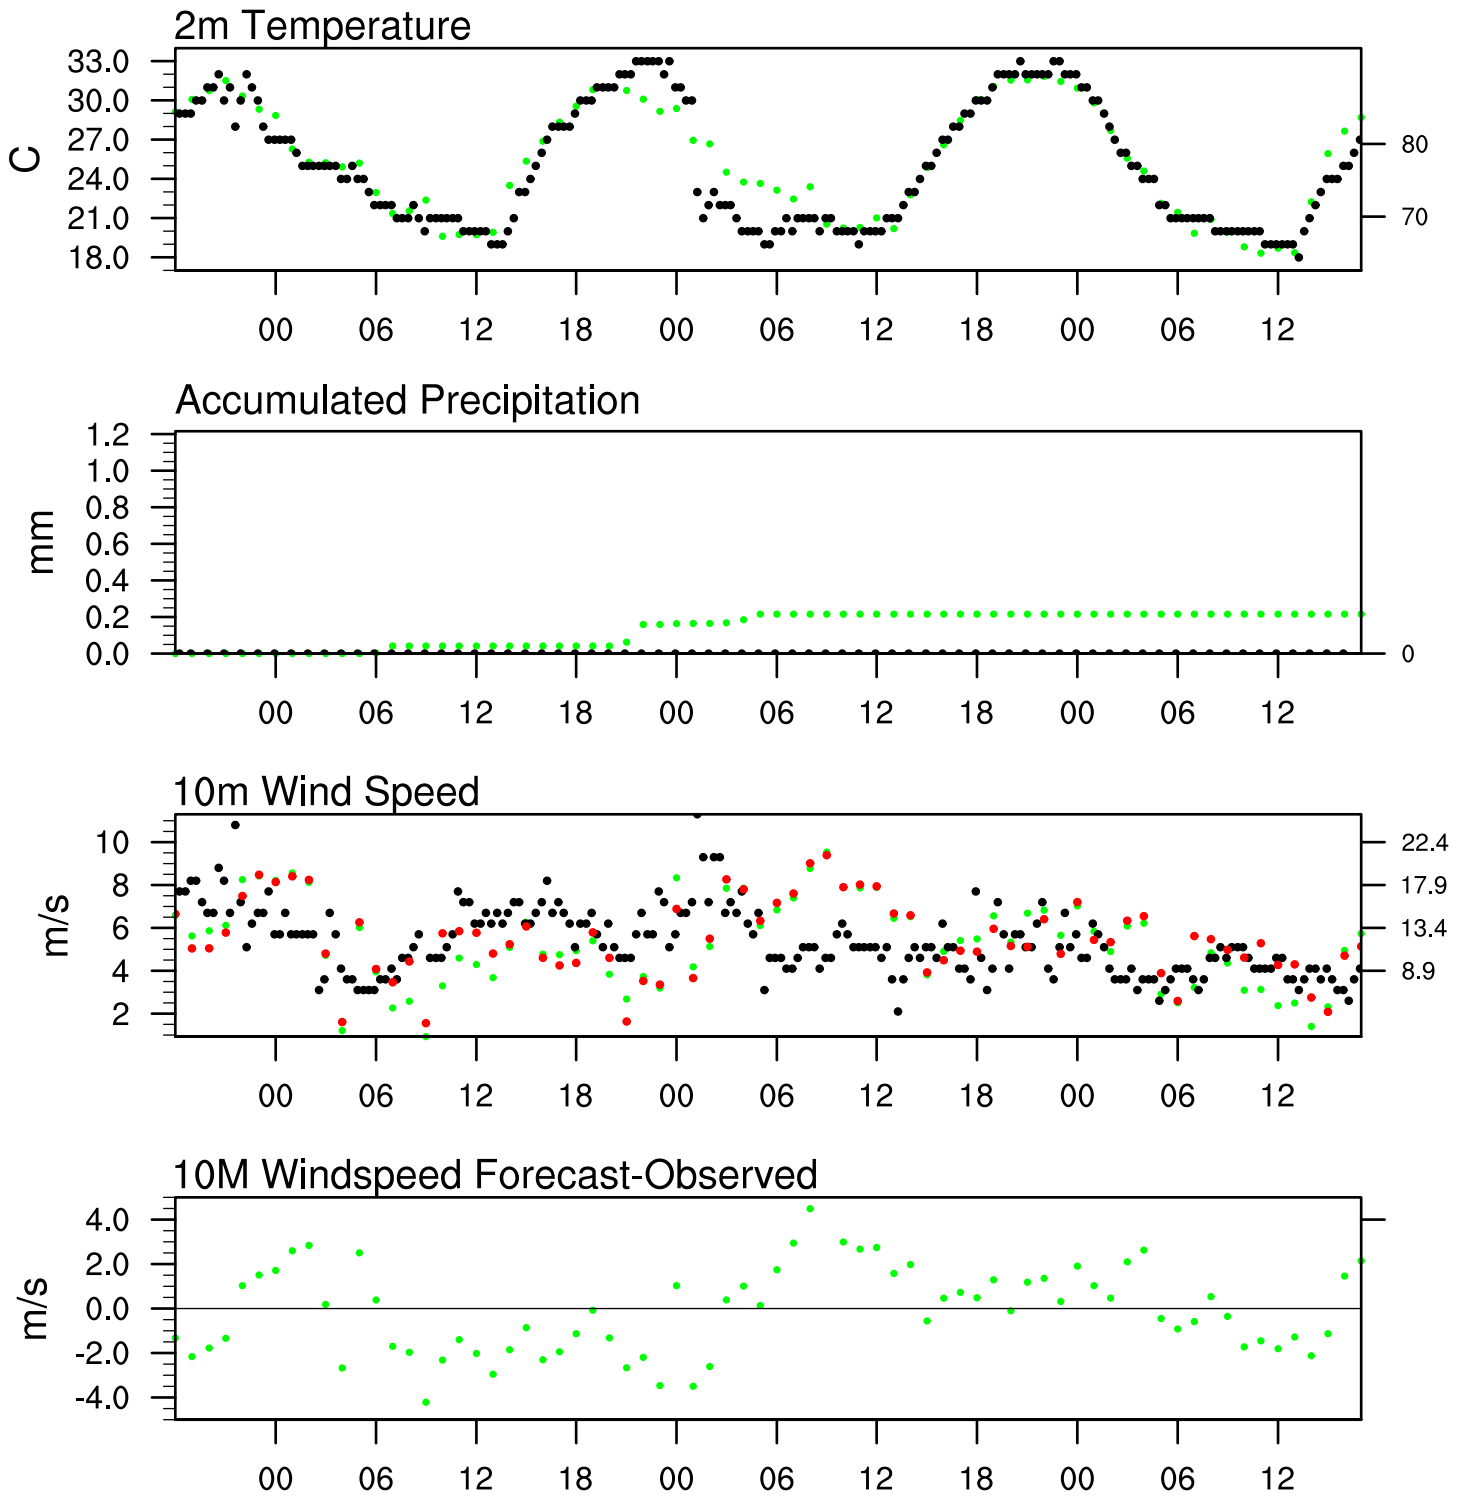 2m Temperature
C
33.0
30.0
27.0
24.0
21.0
18.0
80
70
00 06 12 18 00 06 12 18 00 06 12
Accumulated Precipitation
mm
1.2
1.0
0.8
0.6
0.4
0.2
0.0
0
00 06 12 18 00 06 12 18 00 06 12
10m Wind Speed
m/s
10
8
6
4
2
22.4
17.9
13.4
8.9
00 06 12 18 00 06 12 18 00 06 12
10M Windspeed Forecast-Observed
m/s
4.0
2.0
0.0
-2.0
-4.0
00 06 12 18 00 06 12 18 00 06 12